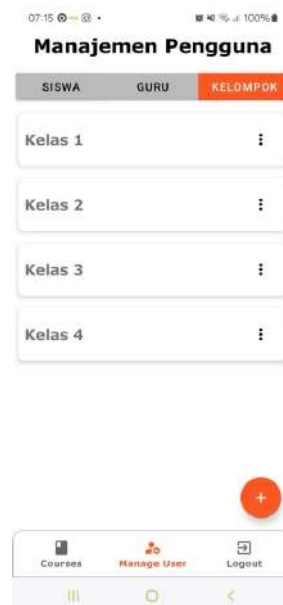 07:15 100%
Manajemen Pengguna
SISWA GURU KELOMPOK
Kelas 1
Kelas 2
Kelas 3
Kelas 4
+
Courses Manage User Logout